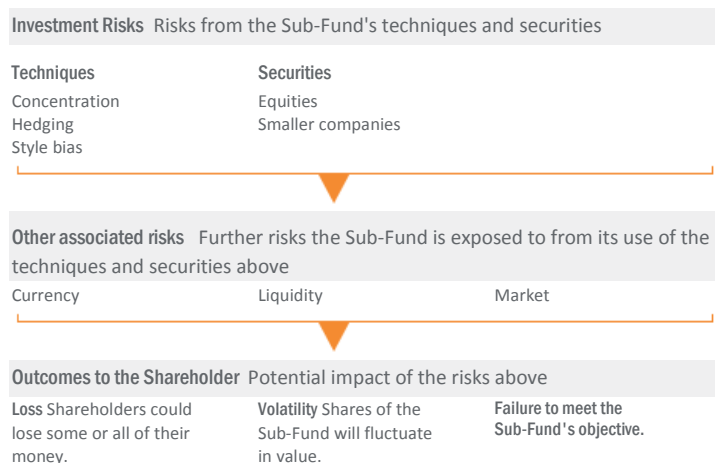 Investment Risks Risks from the Sub-Fund's techniques and securities
Techniques
Concentration
Hedging
Style bias
Securities
Equities
Smaller companies
Other associated risks Further risks the Sub-Fund is exposed to from its use of the
techniques and securities above
Currency
Liquidity
Market
Outcomes to the Shareholder Potential impact of the risks above
Loss Shareholders could
lose some or all of their
money.
Volatility Shares of the
Sub-Fund will fluctuate
in value.
Failure to meet the
Sub-Fund's objective.